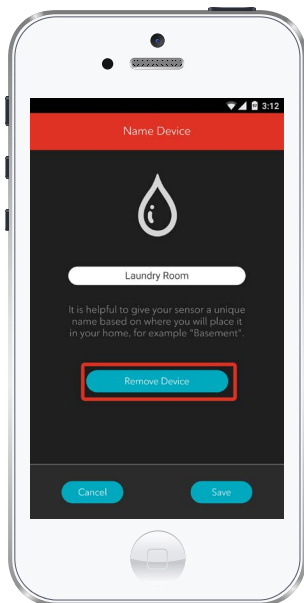 3:12
Name Device
Laundry Room
It is helpful to give your sensor a unique
name based on where you will place it
in your home, for example "Basement".
Remove Device
Cancel Save